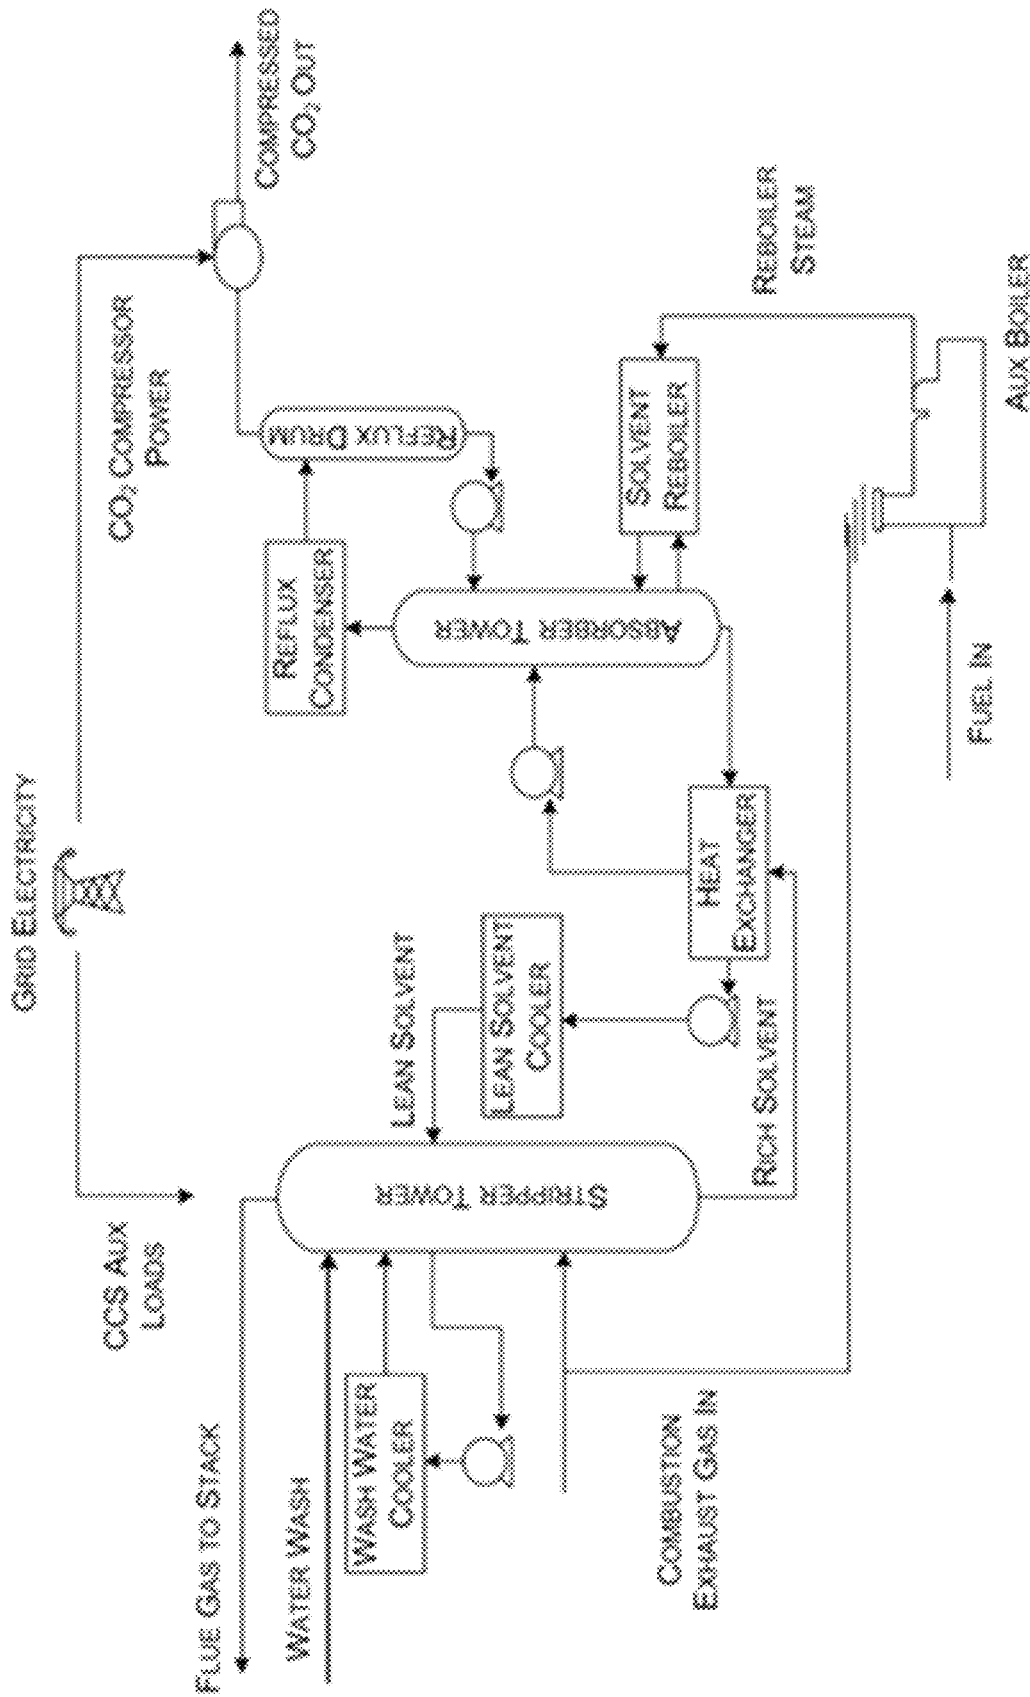 GRID ELECTRICITY
CCS AUX
LOADS
CO₂ COMPRESSOR
POWER
COMPRESSED
CO₂ OUT
FLUE GAS TO STACK
WATER WASH
WASH WATER
COOLER
COMBUSTION
EXHAUST GAS IN
STRIPPER TOWER
LEAN SOLVENT
LEAN SOLVENT
COOLER
RICH SOLVENT
HEAT
EXCHANGER
REFLUX
CONDENSER
REFLUX DRUM
ABSORBER TOWER
SOLVENT
REBOILER
REBOILER
STEAM
FUEL IN
AUX BOILER